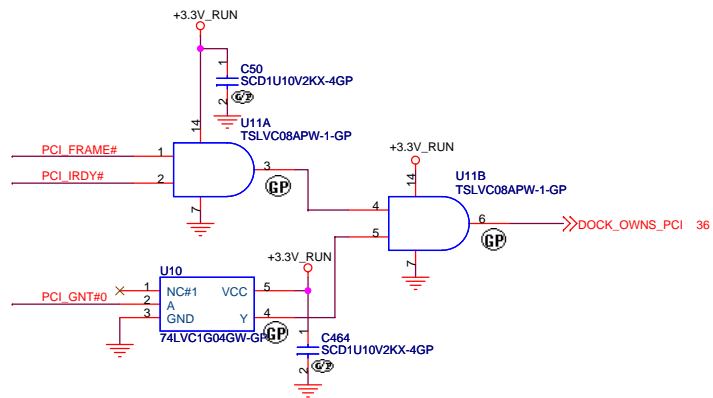 +3.3V_RUN
1
C50
SCD1U10V2KX-4GP
2
G/P
U11A
TSLVC08APW-1-GP
14
PCI_FRAME#
1
3
PCI_IRDY#
2
GP
7
+3.3V_RUN
14
U11B
TSLVC08APW-1-GP
4
6
DOCK_OWNS_PCI 36
5
GP
7
+3.3V_RUN
U10
1
NC#1
VCC
5
PCI_GNT#0
2
A
3
GND
Y
4
GP
74LVC1G04GW-GP
1
C464
SCD1U10V2KX-4GP
2
G/P